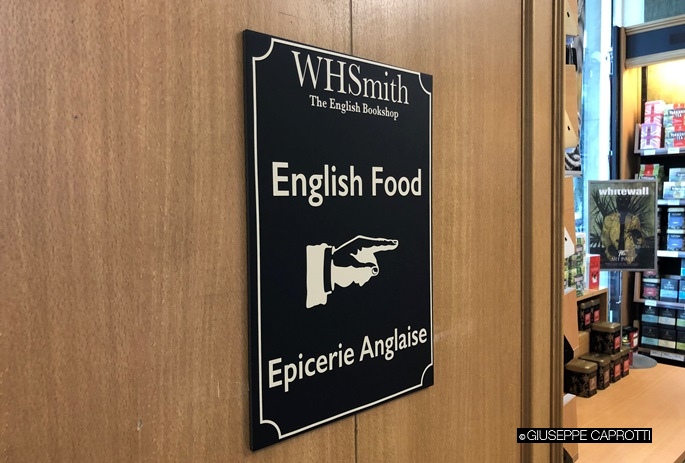 WHSmith
The English Bookshop
English Food
Epicerie Anglaise
whitewall
©GIUSEPPE CAPROTTI